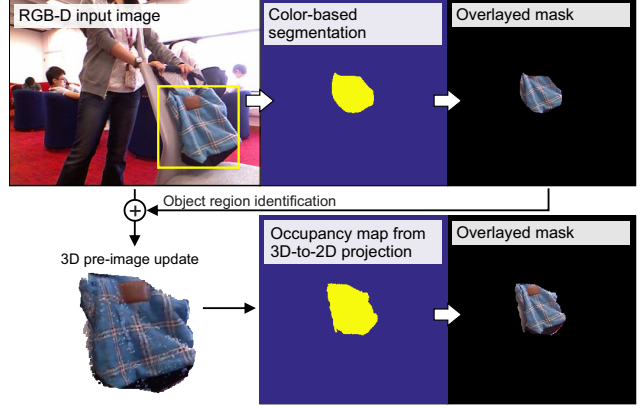 RGB-D input image
Color-based
segmentation
Overlayed mask
Object region identification
3D pre-image update
Occupancy map from
3D-to-2D projection
Overlayed mask